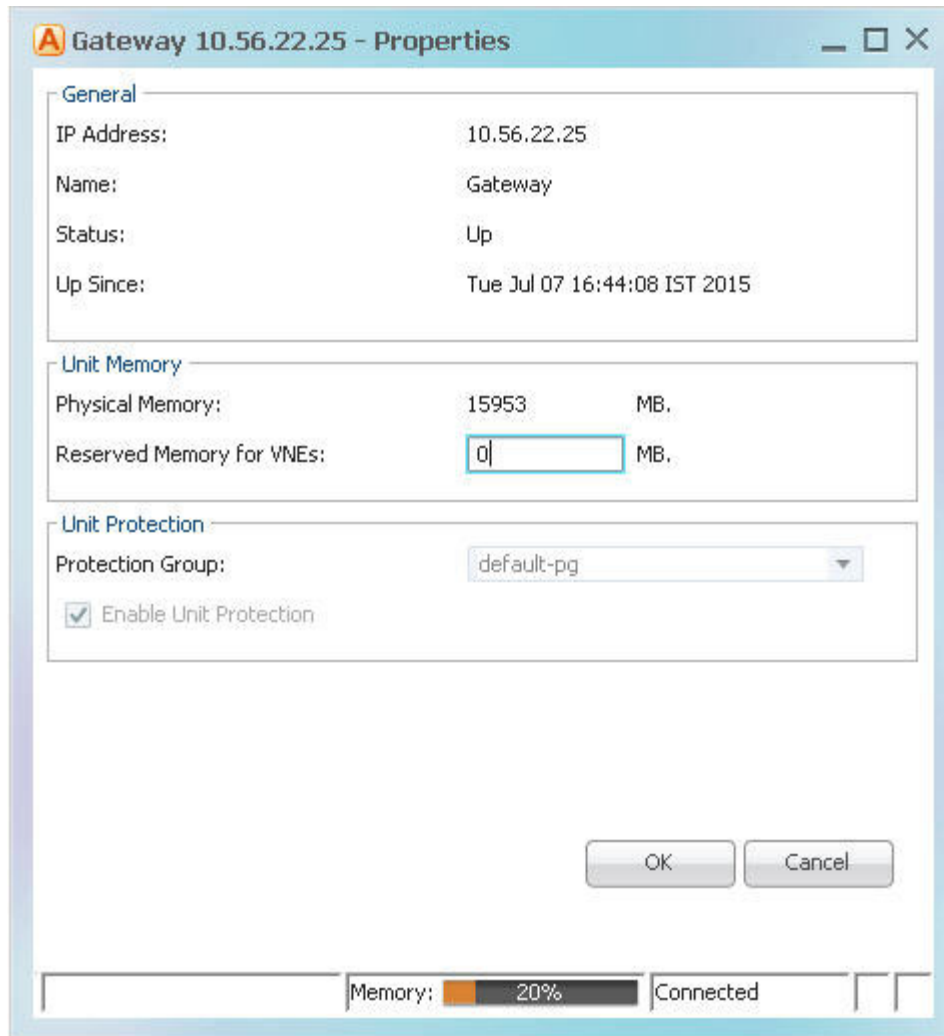 A Gateway 10.56.22.25 - Properties
General
IP Address: 10.56.22.25
Name: Gateway
Status: Up
Up Since: Tue Jul 07 16:44:08 IST 2015
Unit Memory
Physical Memory: 15953 MB.
Reserved Memory for VNEs: 0 MB.
Unit Protection
Protection Group: default-pg
Enable Unit Protection
OK Cancel
Memory: 20% Connected